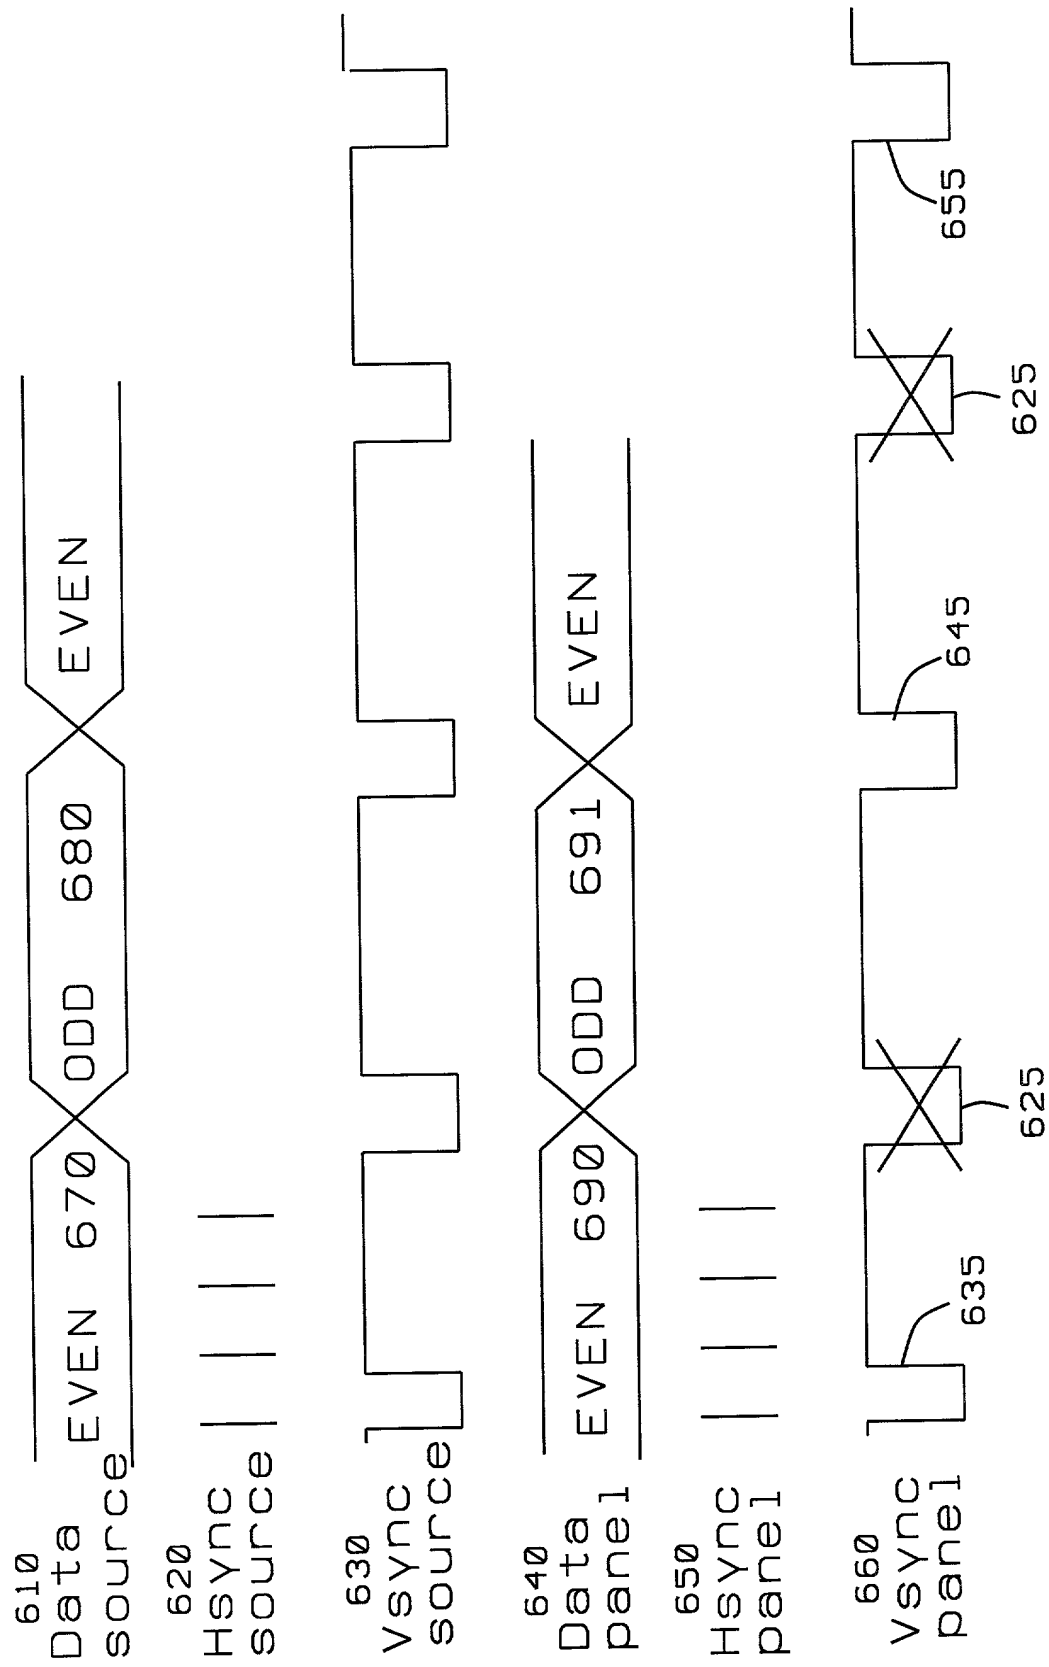 610
Data
source
EVEN 670
ODD 680
EVEN
620
Hsync
source
630
Vsync
source
640
Data
panel
EVEN 690
ODD 691
EVEN
650
Hsync
panel
660
Vsync
panel
635
625
645
625
655